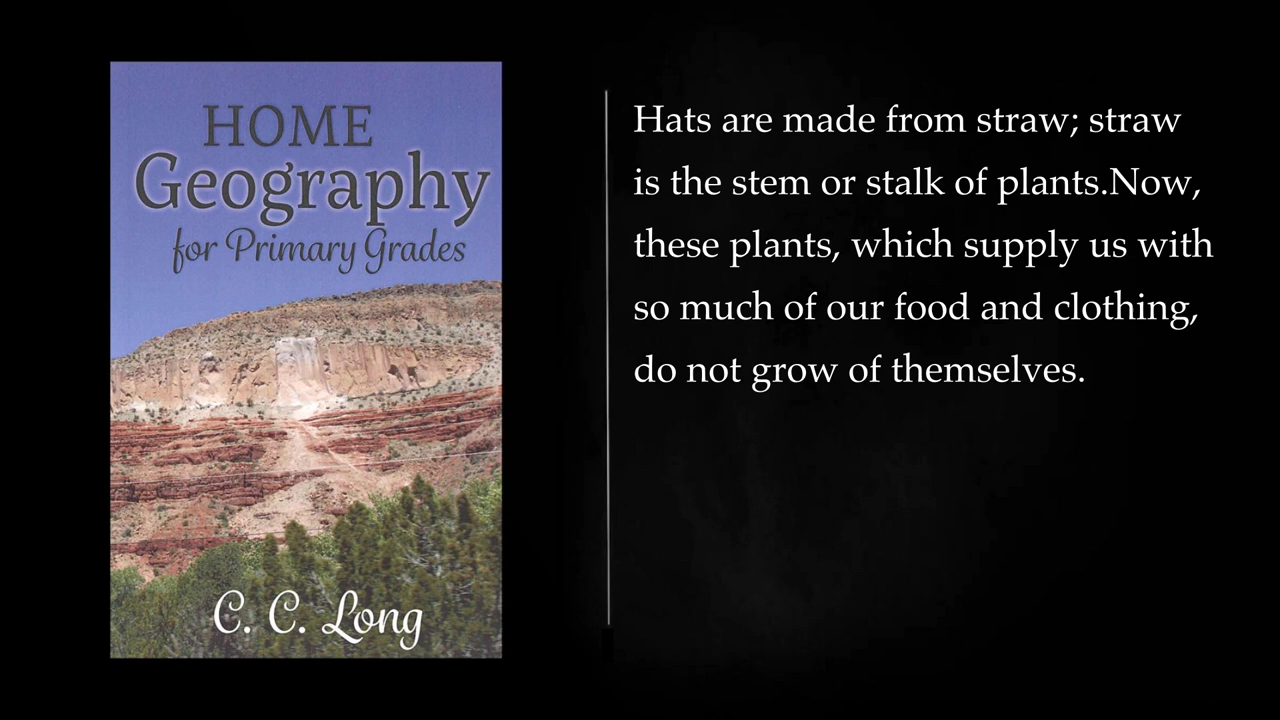 HOME
Geography
for Primary Grades
C. C. Long
Hats are made from straw; straw
is the stem or stalk of plants.Now,
these plants, which supply us with
so much of our food and clothing,
do not grow of themselves.